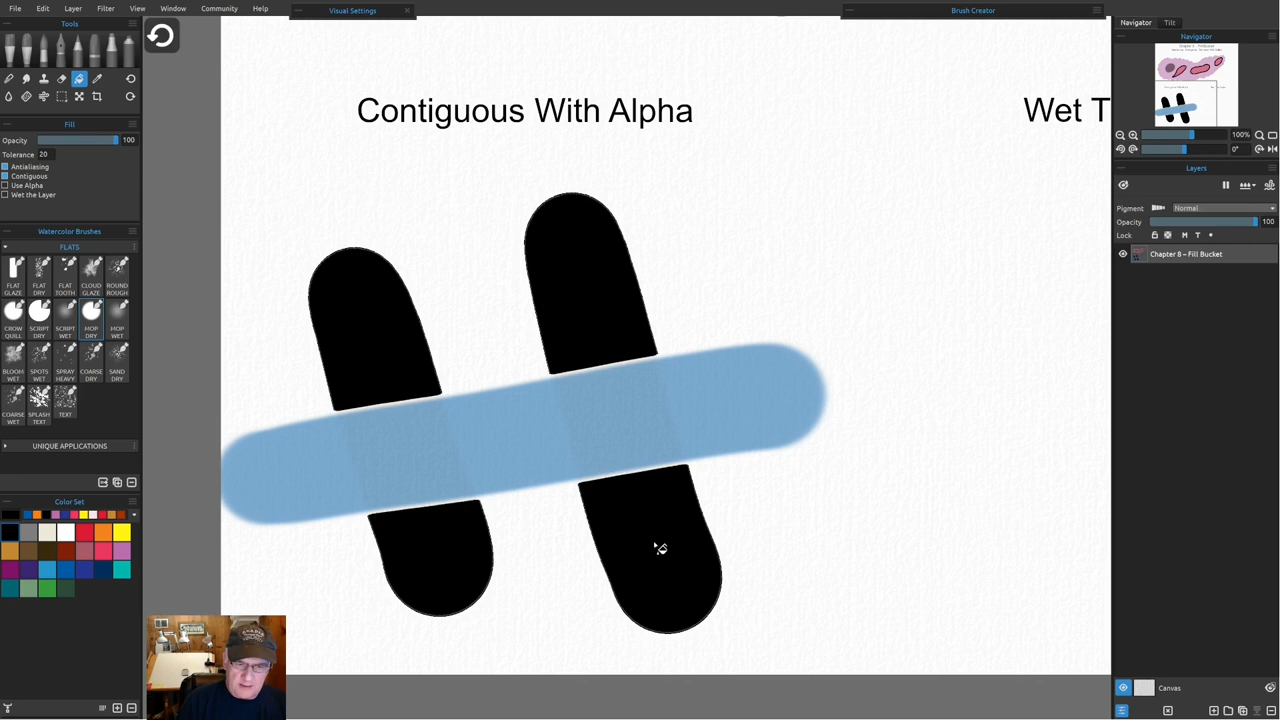 File Edit Layer Filter View Window Community Help
Visual Settings
Brush Creator
Tools
Fill
Opacity 100
Tolerance 20
Antialiasing
Contiguous
Use Alpha
Wet the Layer
Watercolor Brushes
FLATS
FLAT GLAZE FLAT DRY FLAT TOOTH CLOUD GLAZE ROUND ROUGH
CROW QUILL SCRIPT DRY SCRIPT WET MOP DRY MOP WET
BLOOM WET SPOTS WET SPRAY HEAVY COARSE DRY SAND DRY
COARSE WET SPLASH TEXT TEXT
UNIQUE APPLICATIONS
Color Set
Contiguous With Alpha
Wet T
Navigator Tilt
Navigator
100%
0°
Layers
Pigment Normal
Opacity 100
Lock M T
Chapter 8 – Fill Bucket
Canvas